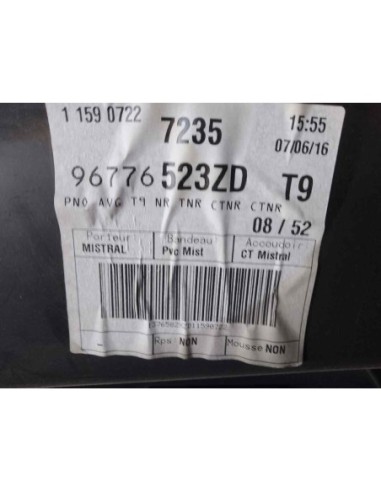 1 159 0722
7235
15:55
07/06/16
96776 523ZD T9
PNO AVG T9 NR TNR CTNR CTNR
08 / 52
Porteur Bandeau Accoudoir
MISTRAL Pvc Mist CT Mistral
Rps NON Mousse NON